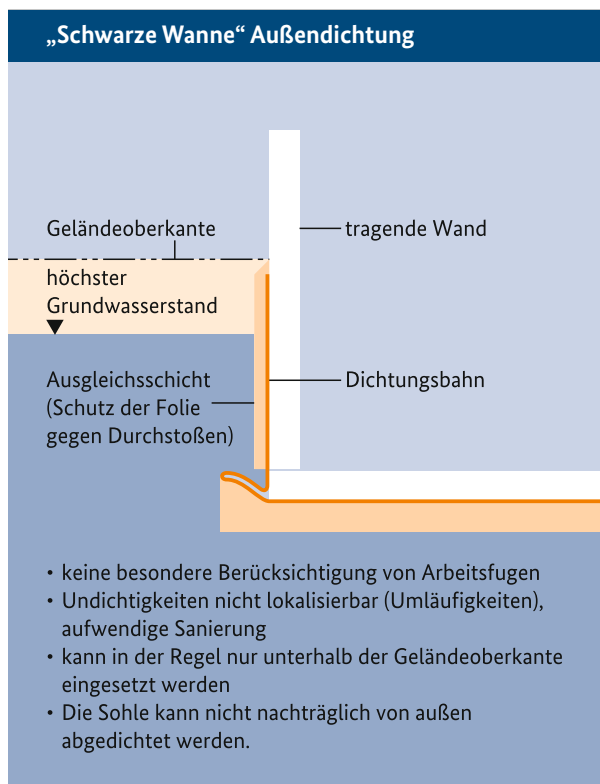 „Schwarze Wanne“ Außendichtung
Geländeoberkante
tragende Wand
höchster
Grundwasserstand
Ausgleichsschicht
(Schutz der Folie
gegen Durchstoßen)
Dichtungsbahn
• keine besondere Berücksichtigung von Arbeitsfugen
• Undichtigkeiten nicht lokalisierbar (Umläufigkeiten),
aufwendige Sanierung
• kann in der Regel nur unterhalb der Geländeoberkante
eingesetzt werden
• Die Sohle kann nicht nachträglich von außen
abgedichtet werden.